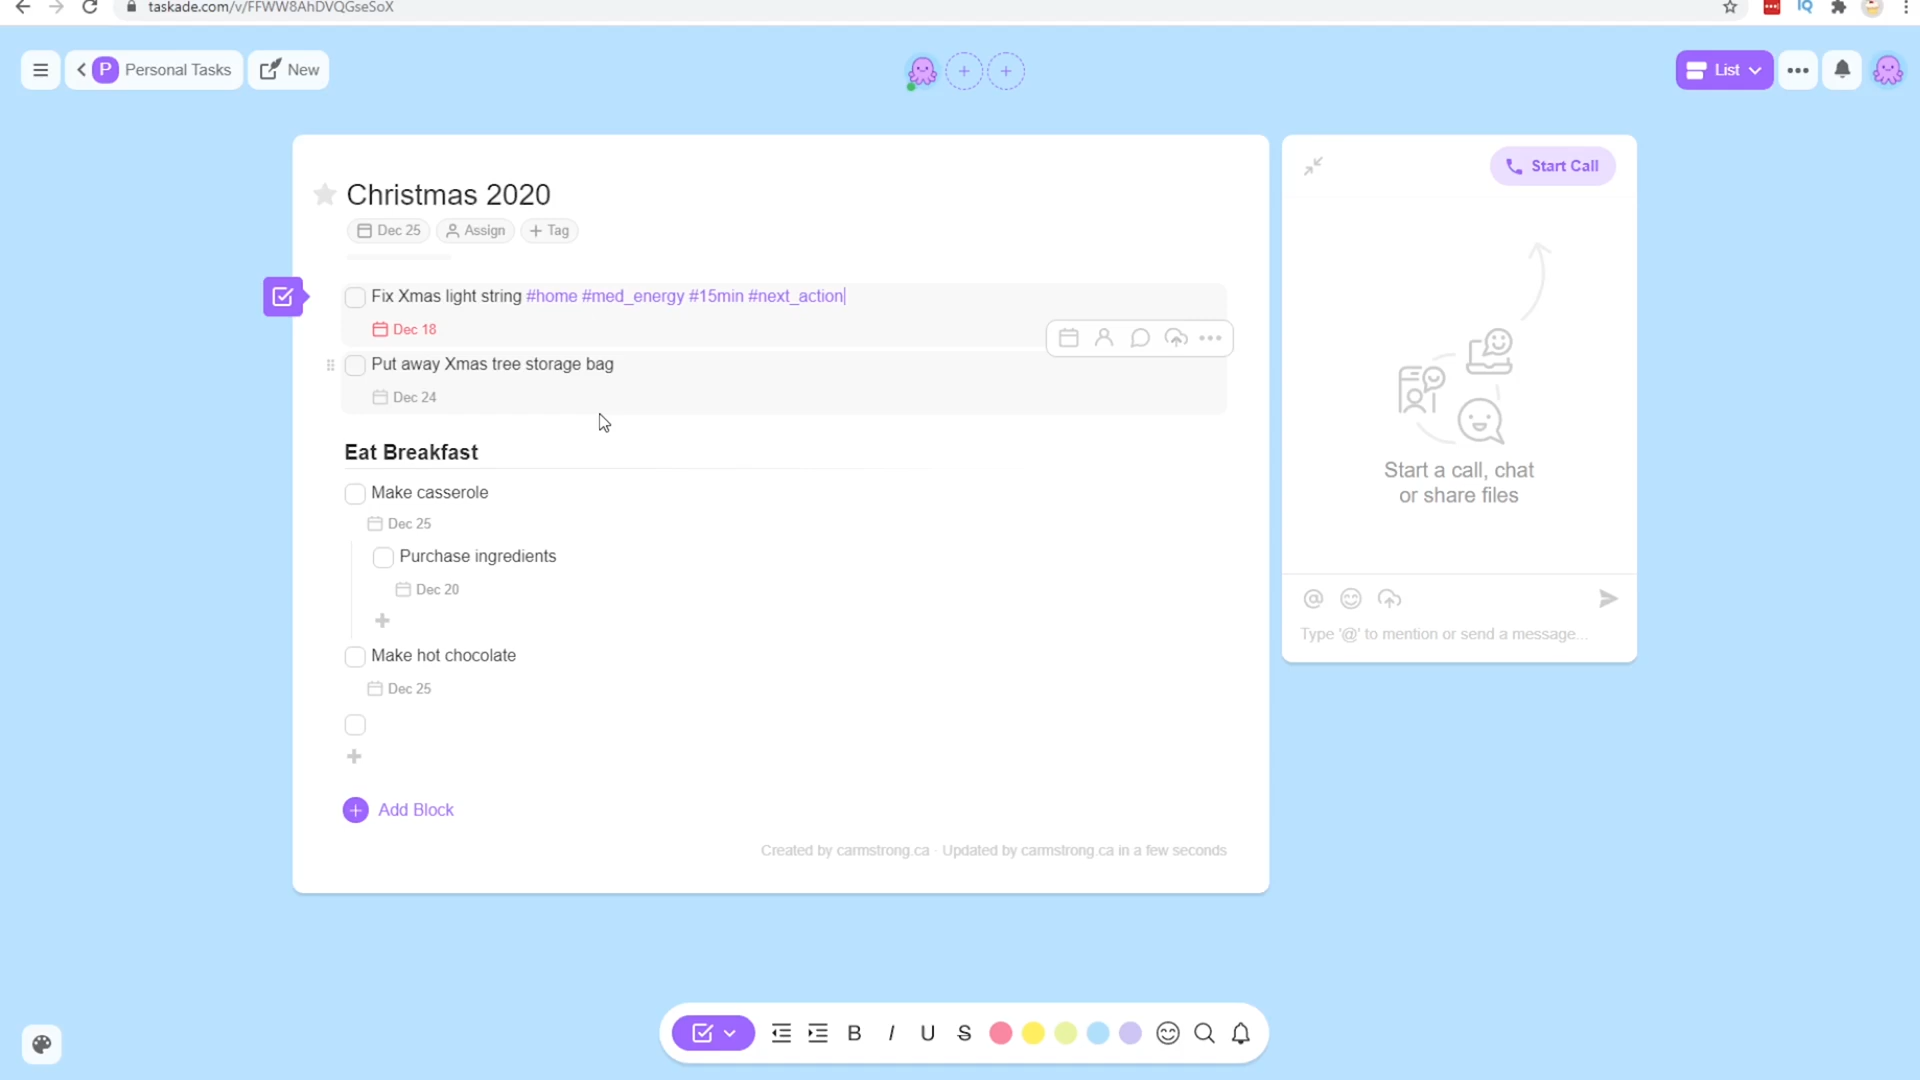 taskade.com/v/FFWW8AhDVQGseSoX
IQ
P Personal Tasks
New
List
Start Call
Christmas 2020
Dec 25 Assign + Tag
Fix Xmas light string #home #med_energy #15min #next_action
Dec 18
Put away Xmas tree storage bag
Dec 24
Eat Breakfast
Make casserole
Dec 25
Purchase ingredients
Dec 20
Make hot chocolate
Dec 25
Add Block
Created by carmstrong.ca · Updated by carmstrong.ca in a few seconds
Start a call, chat
or share files
Type '@' to mention or send a message...
B I U S